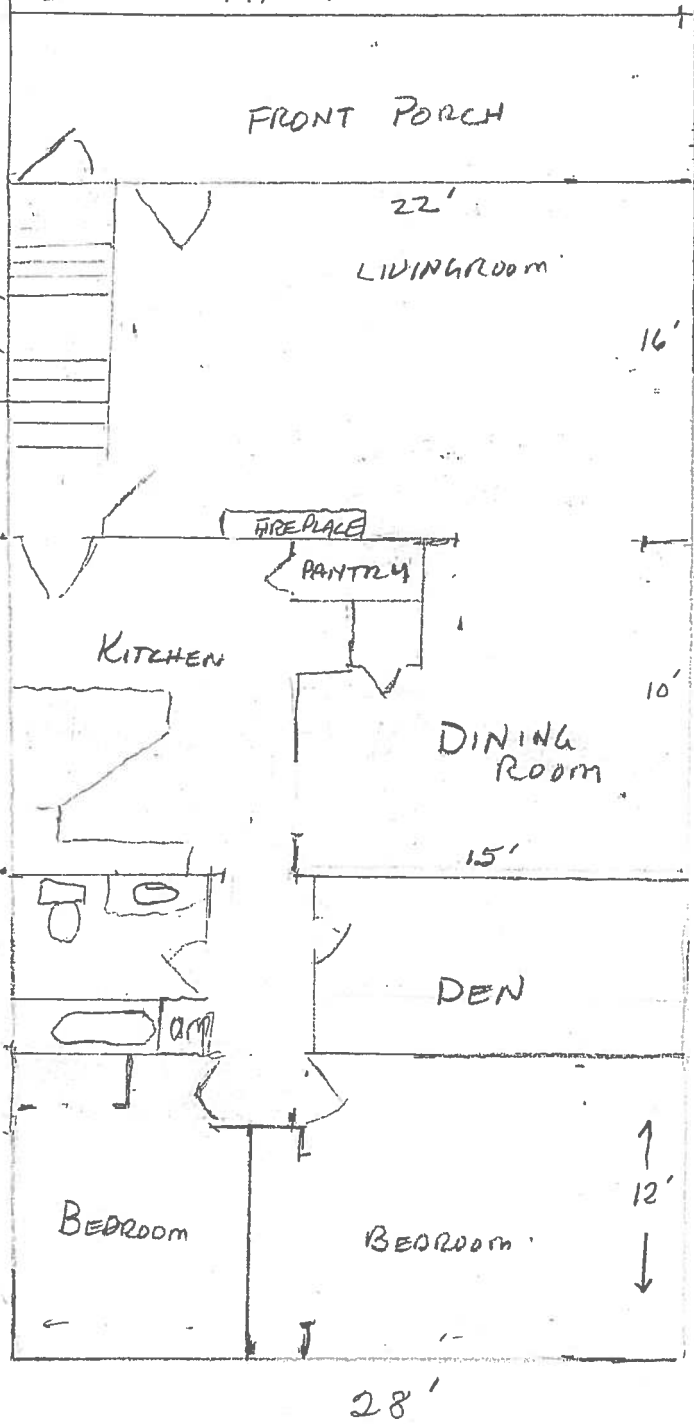 FRONT PORCH
22'
LIVINGROOM
16'
FIREPLACE
PANTRY
KITCHEN
10'
DINING
ROOM
15'
DEN
BEDROOM
12'
BEDROOM
28'